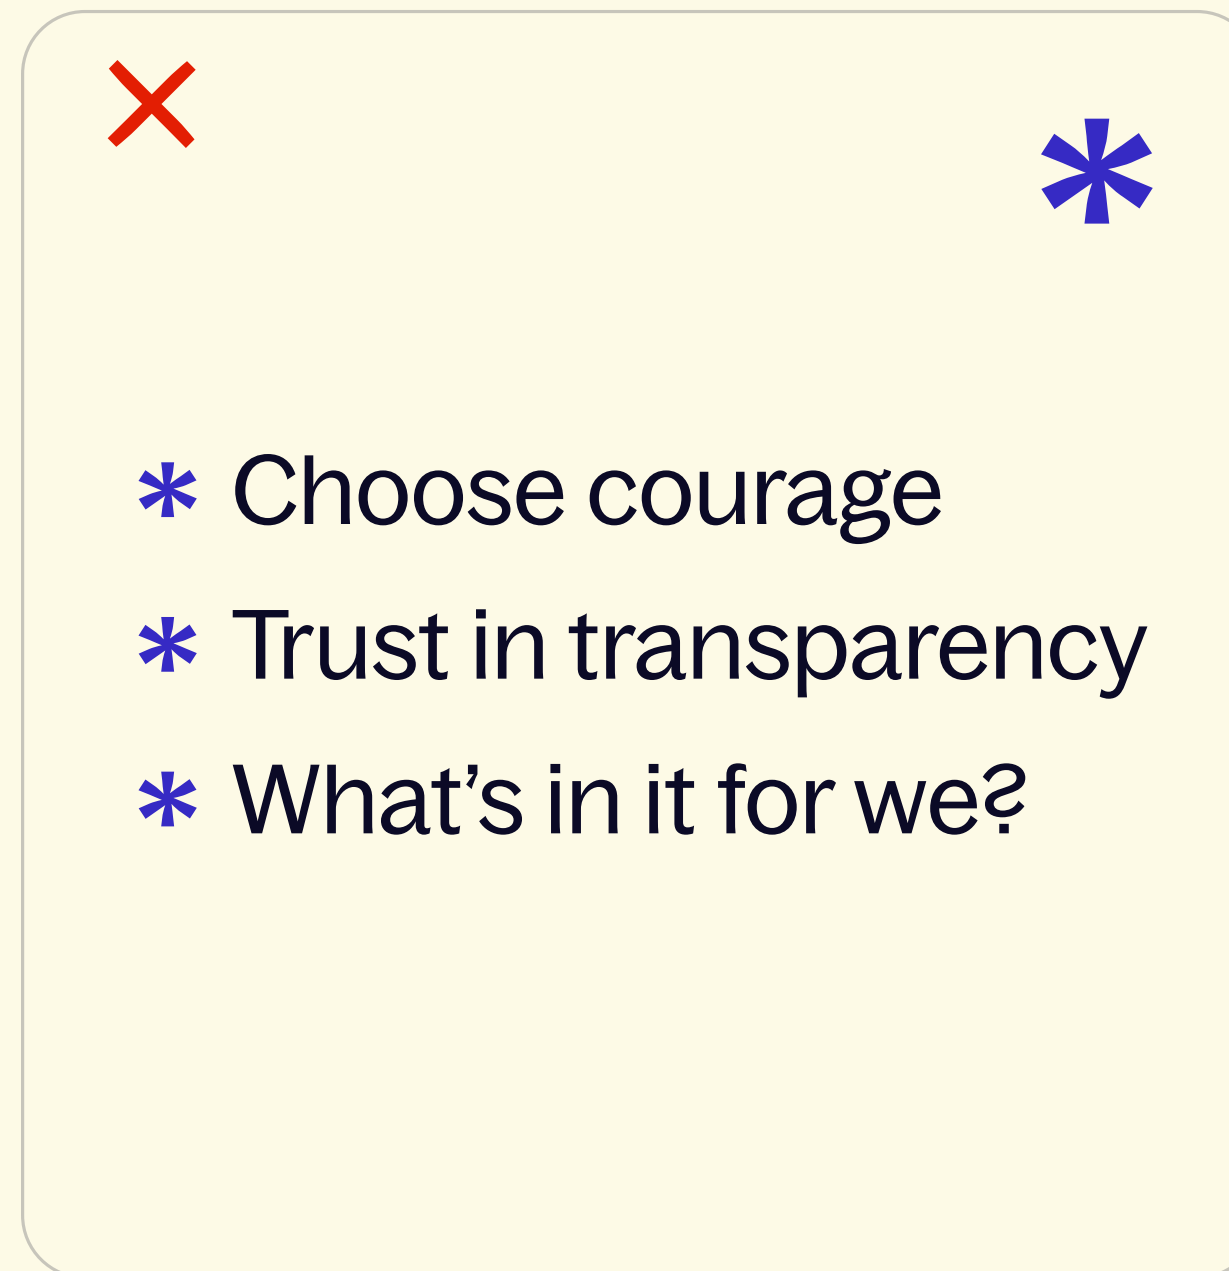 *
* Choose courage
* Trust in transparency
* What’s in it for we?